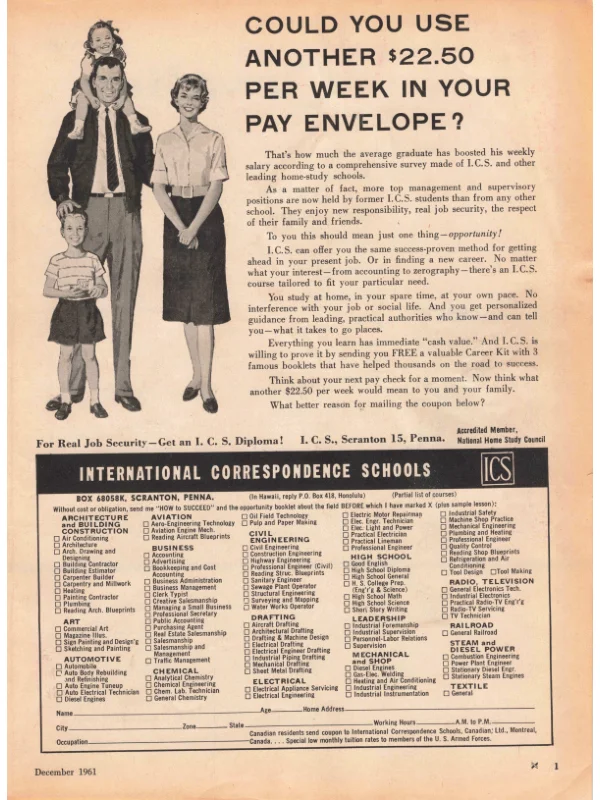 COULD YOU USE
ANOTHER $22.50
PER WEEK IN YOUR
PAY ENVELOPE?
That's how much the average graduate has boosted his weekly
salary according to a comprehensive survey made of I.C.S. and other
leading home-study schools.
As a matter of fact, more top management and supervisory
positions are now held by former I.C.S. students than from any other
school. They enjoy new responsibility, real job security, the respect
of their family and friends.
To you this should mean just one thing—opportunity!
I.C.S. can offer you the same success-proven method for getting
ahead in your present job. Or in finding a new career. No matter
what your interest—from accounting to zerography—there's an I.C.S.
course tailored to fit your particular need.
You study at home, in your spare time, at your own pace. No
interference with your job or social life. And you get personalized
guidance from leading, practical authorities who know—and can tell
you—what it takes to go places.
Everything you learn has immediate "cash value." And I.C.S. is
willing to prove it by sending you FREE a valuable Career Kit with 3
famous booklets that have helped thousands on the road to success.
Think about your next pay check for a moment. Now think what
another $22.50 per week would mean to you and your family.
What better reason for mailing the coupon below?
For Real Job Security—Get an I. C. S. Diploma! I. C. S., Scranton 15, Penna.
Accredited Member,
National Home Study Council
INTERNATIONAL CORRESPONDENCE SCHOOLS
ICS
BOX 68058K, SCRANTON, PENNA. (In Hawaii, reply P.O. Box 418, Honolulu) (Partial list of courses)
Without cost or obligation, send me "HOW to SUCCEED" and the opportunity booklet about the field BEFORE which I have marked X (plus sample lesson):
ARCHITECTURE
and BUILDING
CONSTRUCTION
Air Conditioning
Architecture
Arch. Drawing and
Designing
Building Contractor
Building Estimator
Carpenter Builder
Carpentry and Millwork
Heating
Painting Contractor
Plumbing
Reading Arch. Blueprints
ART
Commercial Art
Magazine Illus.
Sign Painting and Design'g
Sketching and Painting
AUTOMOTIVE
Automobile
Auto Body Rebuilding
and Refinishing
Auto Engine Tuneup
Auto Electrical Technician
Diesel Engines
AVIATION
Aero-Engineering Technology
Aviation Engine Mech.
Reading Aircraft Blueprints
BUSINESS
Accounting
Advertising
Bookkeeping and Cost
Accounting
Business Administration
Business Management
Clerk Typist
Creative Salesmanship
Managing a Small Business
Professional Secretary
Public Accounting
Purchasing Agent
Real Estate Salesmanship
Salesmanship
Salesmanship and
Management
Traffic Management
CHEMICAL
Analytical Chemistry
Chemical Engineering
Chem. Lab. Technician
General Chemistry
Oil Field Technology
Pulp and Paper Making
CIVIL
ENGINEERING
Civil Engineering
Construction Engineering
Highway Engineering
Professional Engineer (Civil)
Reading Struc. Blueprints
Sanitary Engineer
Sewage Plant Operator
Structural Engineering
Surveying and Mapping
Water Works Operator
DRAFTING
Aircraft Drafting
Architectural Drafting
Drafting & Machine Design
Electrical Drafting
Electrical Engineer Drafting
Industrial Piping Drafting
Mechanical Drafting
Sheet Metal Drafting
ELECTRICAL
Electrical Appliance Servicing
Electrical Engineering
Electric Motor Repairman
Elec. Engr. Technician
Elec. Light and Power
Practical Electrician
Practical Lineman
Professional Engineer
HIGH SCHOOL
Good English
High School Diploma
High School General
H. S. College Prep.
(Eng'r'g & Science)
High School Math
High School Science
Short Story Writing
LEADERSHIP
Industrial Foremanship
Industrial Supervision
Personnel-Labor Relations
Supervision
MECHANICAL
and SHOP
Diesel Engines
Gas-Elec. Welding
Heating and Air Conditioning
Industrial Engineering
Industrial Instrumentation
Industrial Safety
Machine Shop Practice
Mechanical Engineering
Plumbing and Heating
Professional Engineer
Quality Control
Reading Shop Blueprints
Refrigeration and Air
Conditioning
Tool Design Tool Making
RADIO, TELEVISION
General Electronics Tech.
Industrial Electronics
Practical Radio-TV Eng'r'g
Radio-TV Servicing
TV Technician
RAILROAD
General Railroad
STEAM and
DIESEL POWER
Combustion Engineering
Power Plant Engineer
Stationary Diesel Engr.
Stationary Steam Engines
TEXTILE
General
Name Age Home Address
City Zone State Working Hours A.M. to P.M.
Occupation
Canadian residents send coupon to International Correspondence Schools, Canadian, Ltd., Montreal,
Canada. . . . Special low monthly tuition rates to members of the U. S. Armed Forces.
December 1961 1